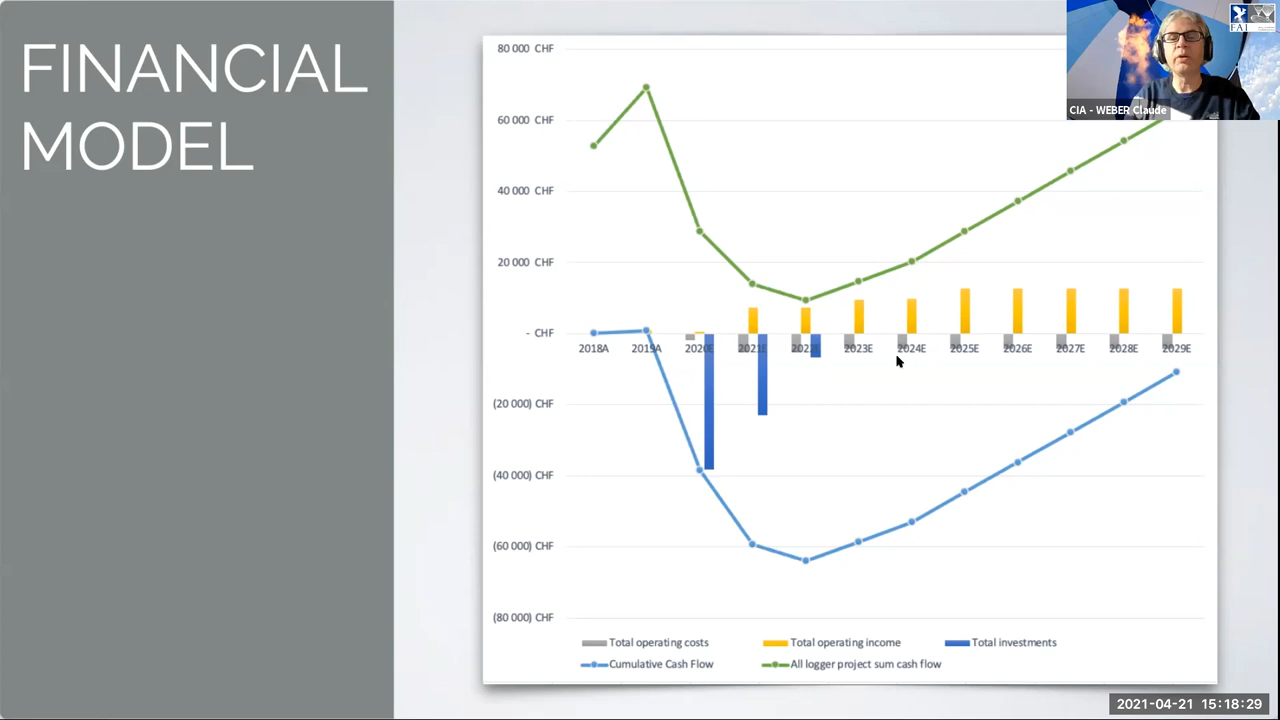 FINANCIAL
MODEL
80 000 CHF
60 000 CHF
40 000 CHF
20 000 CHF
- CHF
(20 000) CHF
(40 000) CHF
(60 000) CHF
(80 000) CHF
2018A 2019A 2020E 2021E 2022E 2023E 2024E 2025E 2026E 2027E 2028E 2029E
Total operating costs Total operating income Total investments
Cumulative Cash Flow All logger project sum cash flow
FAI
CIA - WEBER Claude
2021-04-21 15:18:29